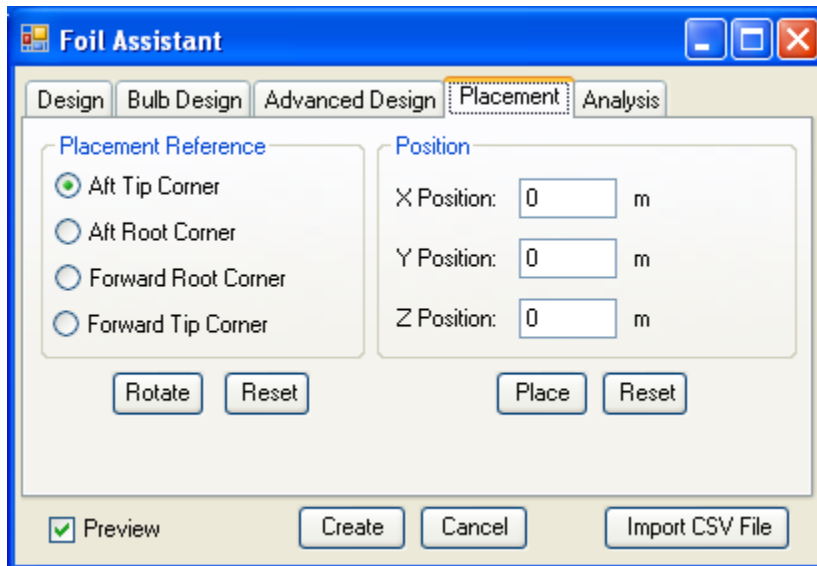 Foil Assistant
Design Bulb Design Advanced Design Placement Analysis
Placement Reference
Aft Tip Corner
Aft Root Corner
Forward Root Corner
Forward Tip Corner
Rotate Reset
Position
X Position: 0 m
Y Position: 0 m
Z Position: 0 m
Place Reset
Preview Create Cancel Import CSV File